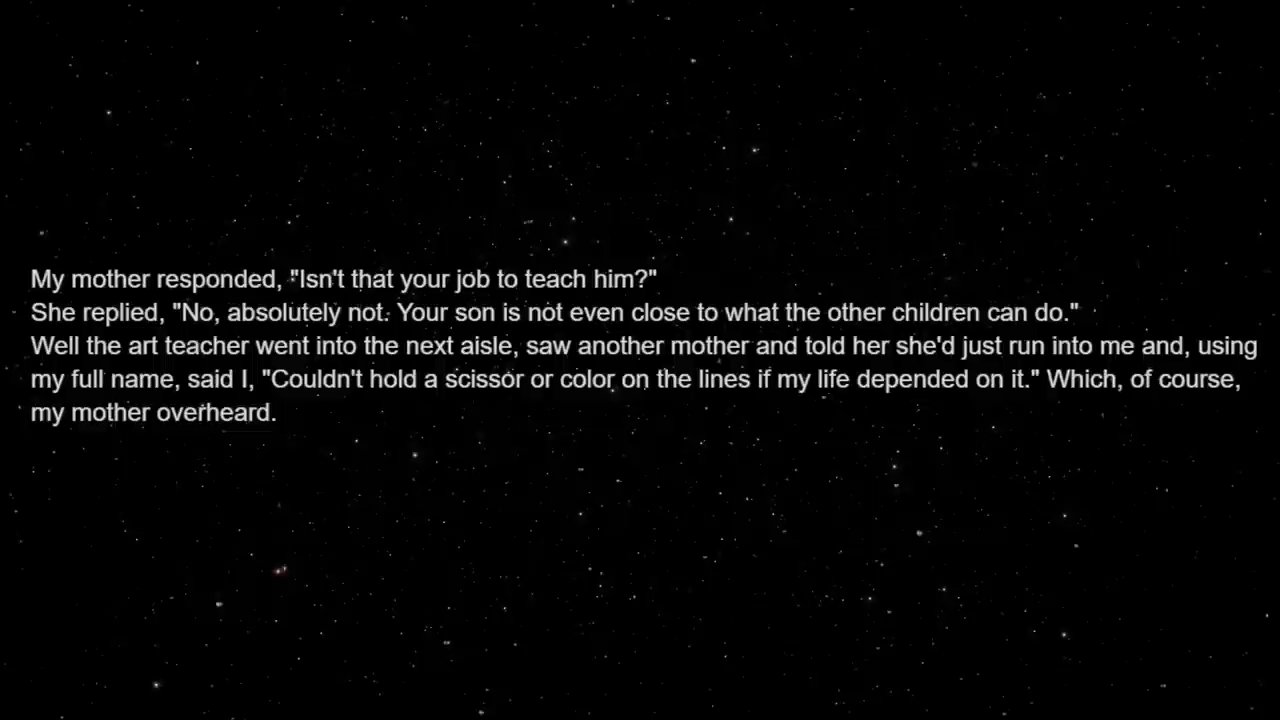 My mother responded, "Isn't that your job to teach him?"
She replied, "No, absolutely not. Your son is not even close to what the other children can do."
Well the art teacher went into the next aisle, saw another mother and told her she'd just run into me and, using
my full name, said I, "Couldn't hold a scissor or color on the lines if my life depended on it." Which, of course,
my mother overheard.